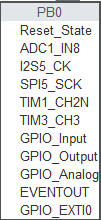 PB0
Reset_State
ADC1_IN8
I2S5_CK
SPI5_SCK
TIM1_CH2N
TIM3_CH3
GPIO_Input
GPIO_Output
GPIO_Analog
EVENTOUT
GPIO_EXTI0